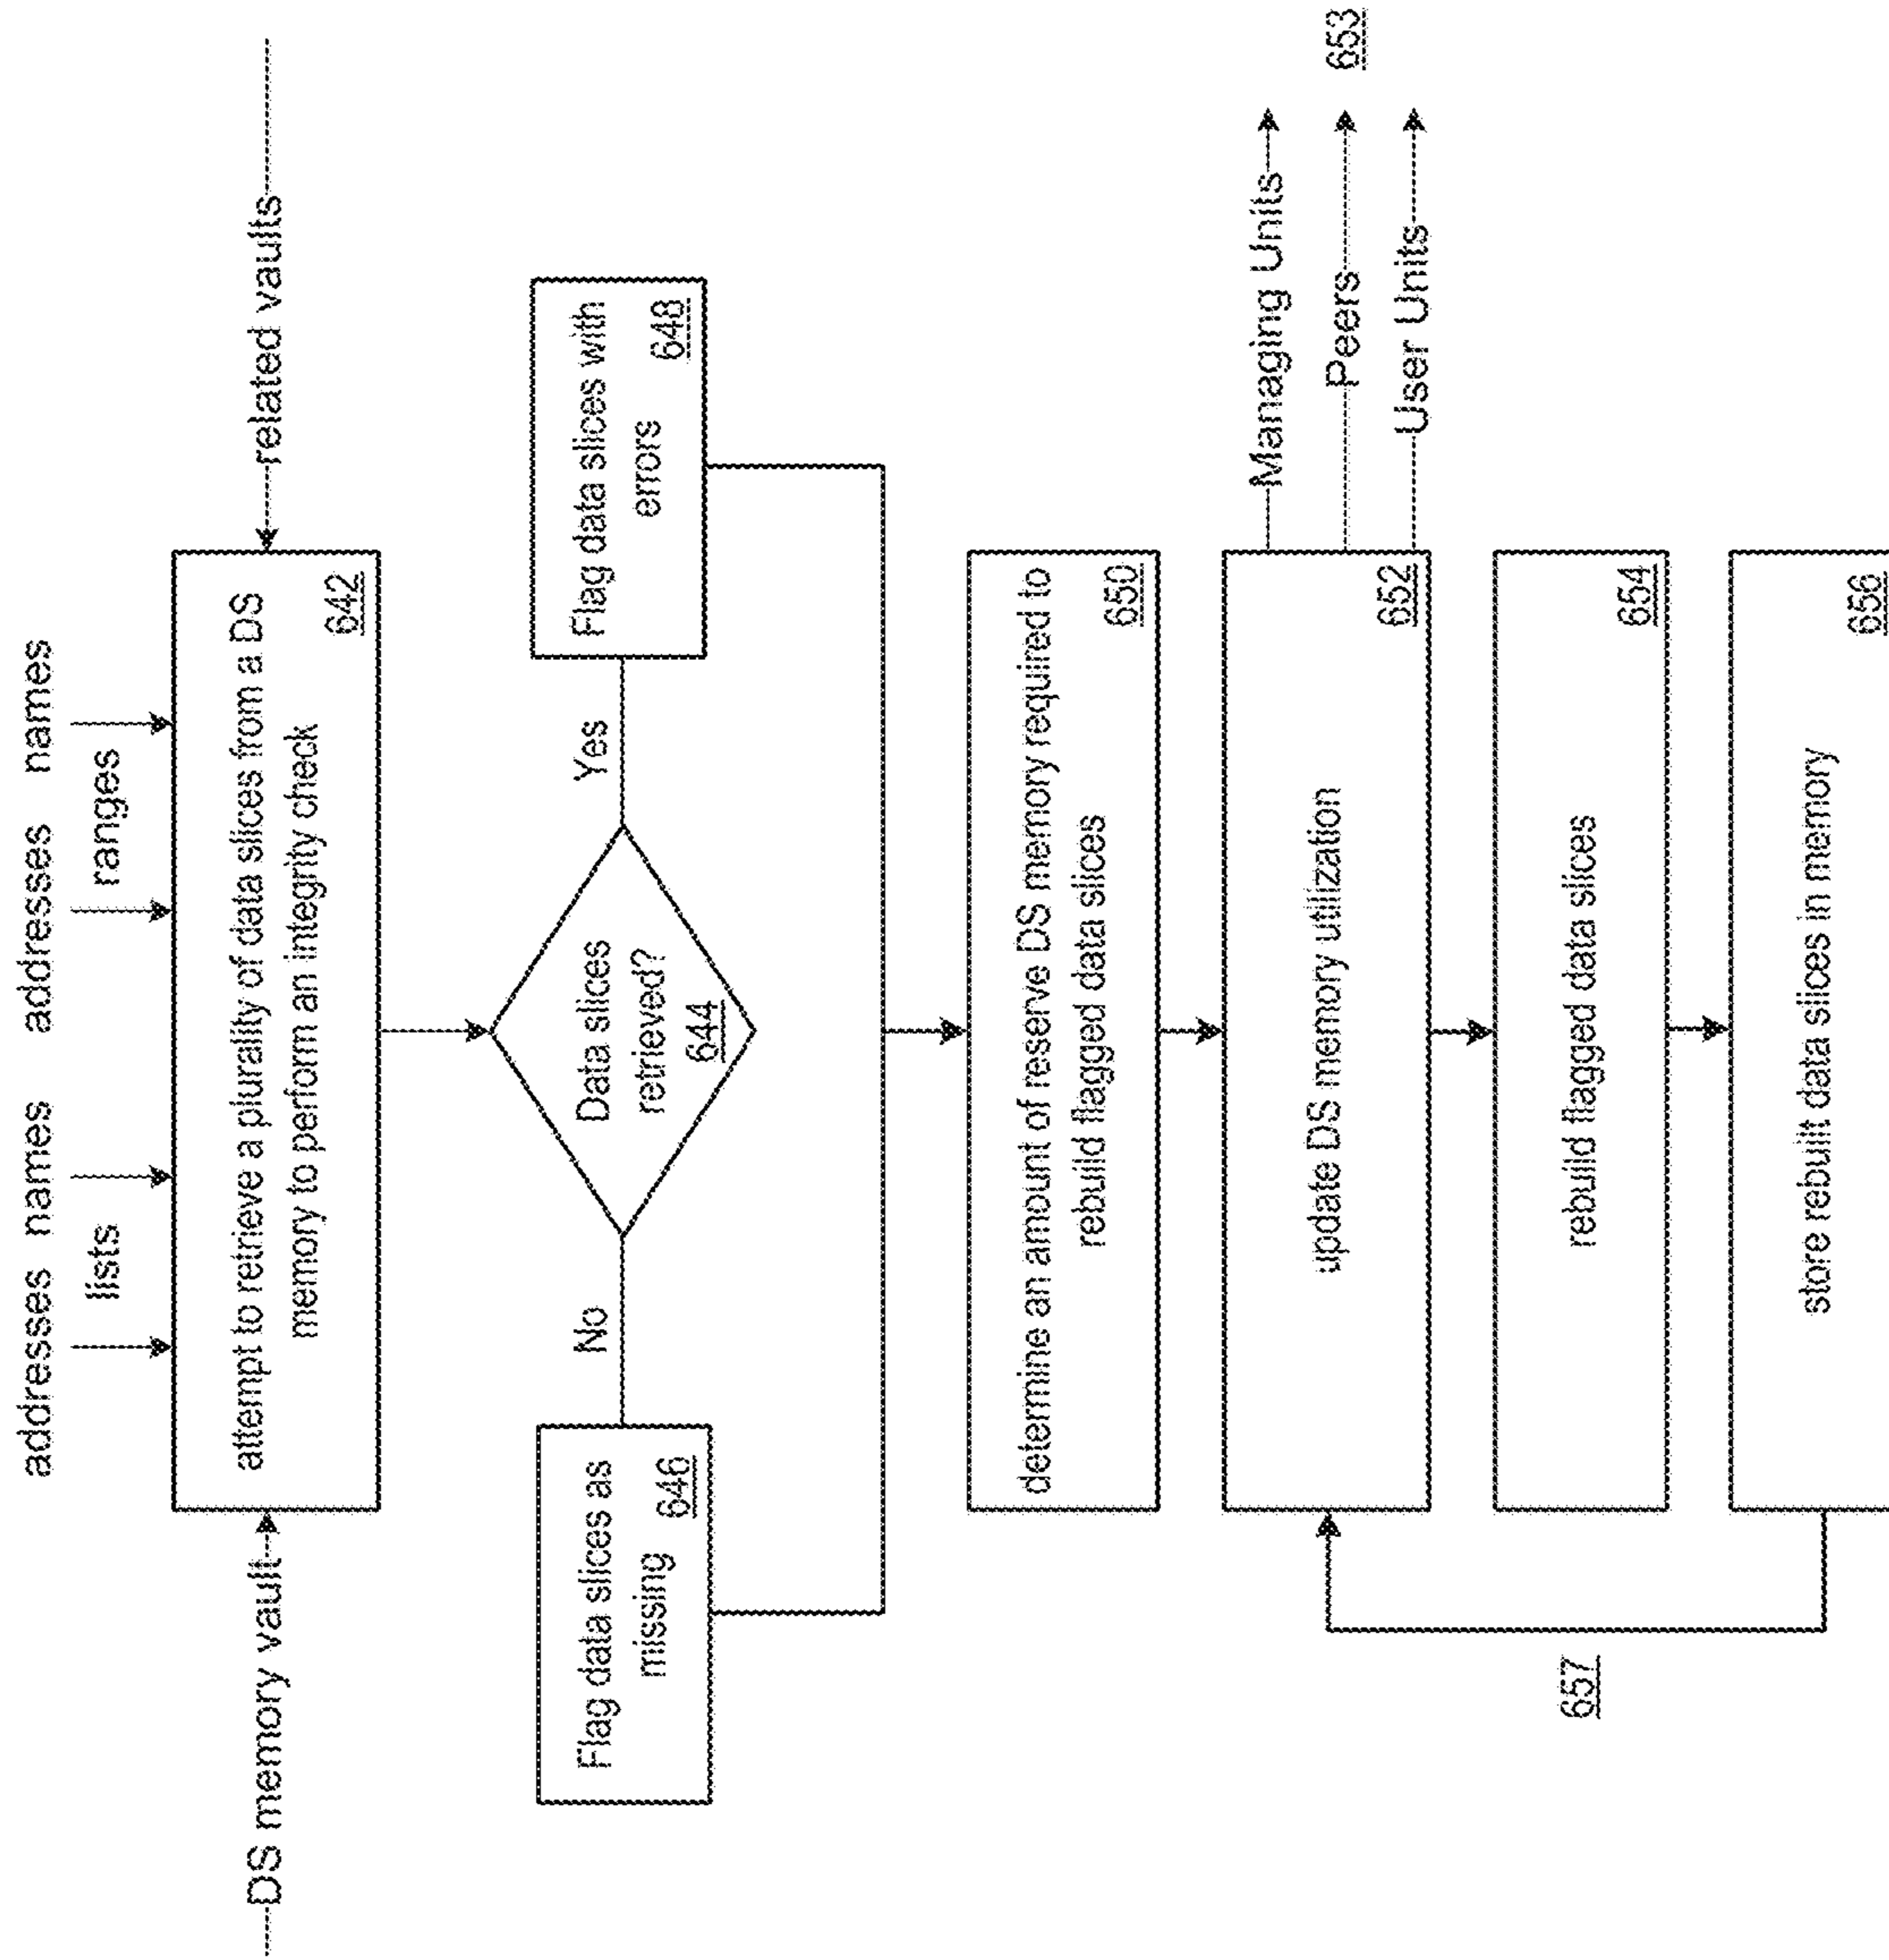 addresses names addresses names
lists ranges
DS memory vault
attempt to retrieve a plurality of data slices from a DS
memory to perform an integrity check
642
related vaults
Data slices
retrieved?
644
No
Yes
Flag data slices as
missing 646
Flag data slices with
errors 648
determine an amount of reserve DS memory required to
rebuild flagged data slices 650
update DS memory utilization
652
Managing Units
Peers 653
User Units
rebuild flagged data slices
654
store rebuilt data slices in memory
656
657